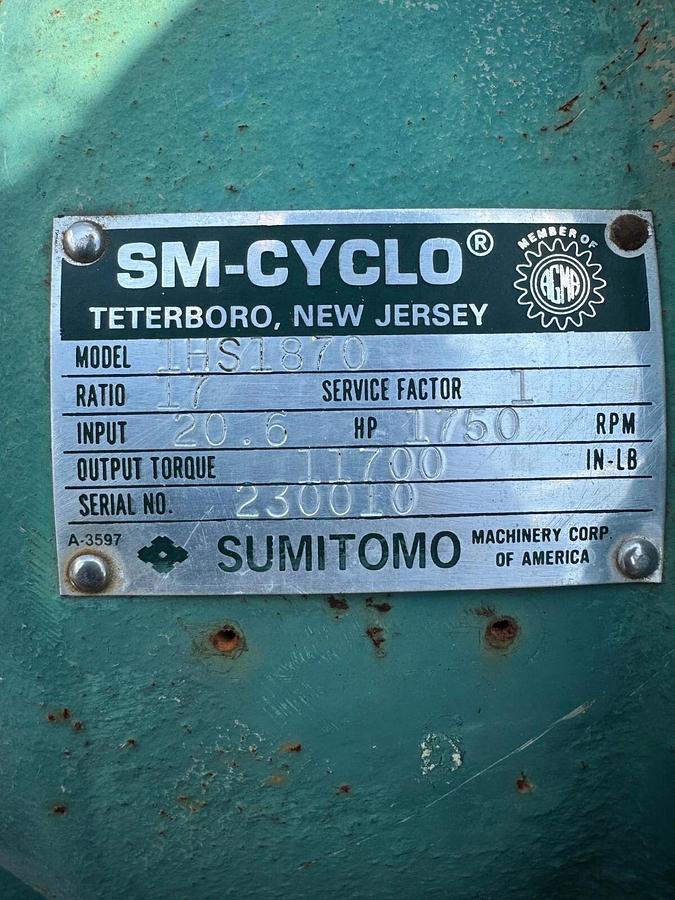 SM-CYCLO®
MEMBER OF
AGMA
TETERBORO, NEW JERSEY
MODEL 1HS1870
RATIO 17 SERVICE FACTOR 1
INPUT 20.6 HP 1750 RPM
OUTPUT TORQUE 11700 IN-LB
SERIAL NO. 230010
A-3597 SUMITOMO MACHINERY CORP.
OF AMERICA